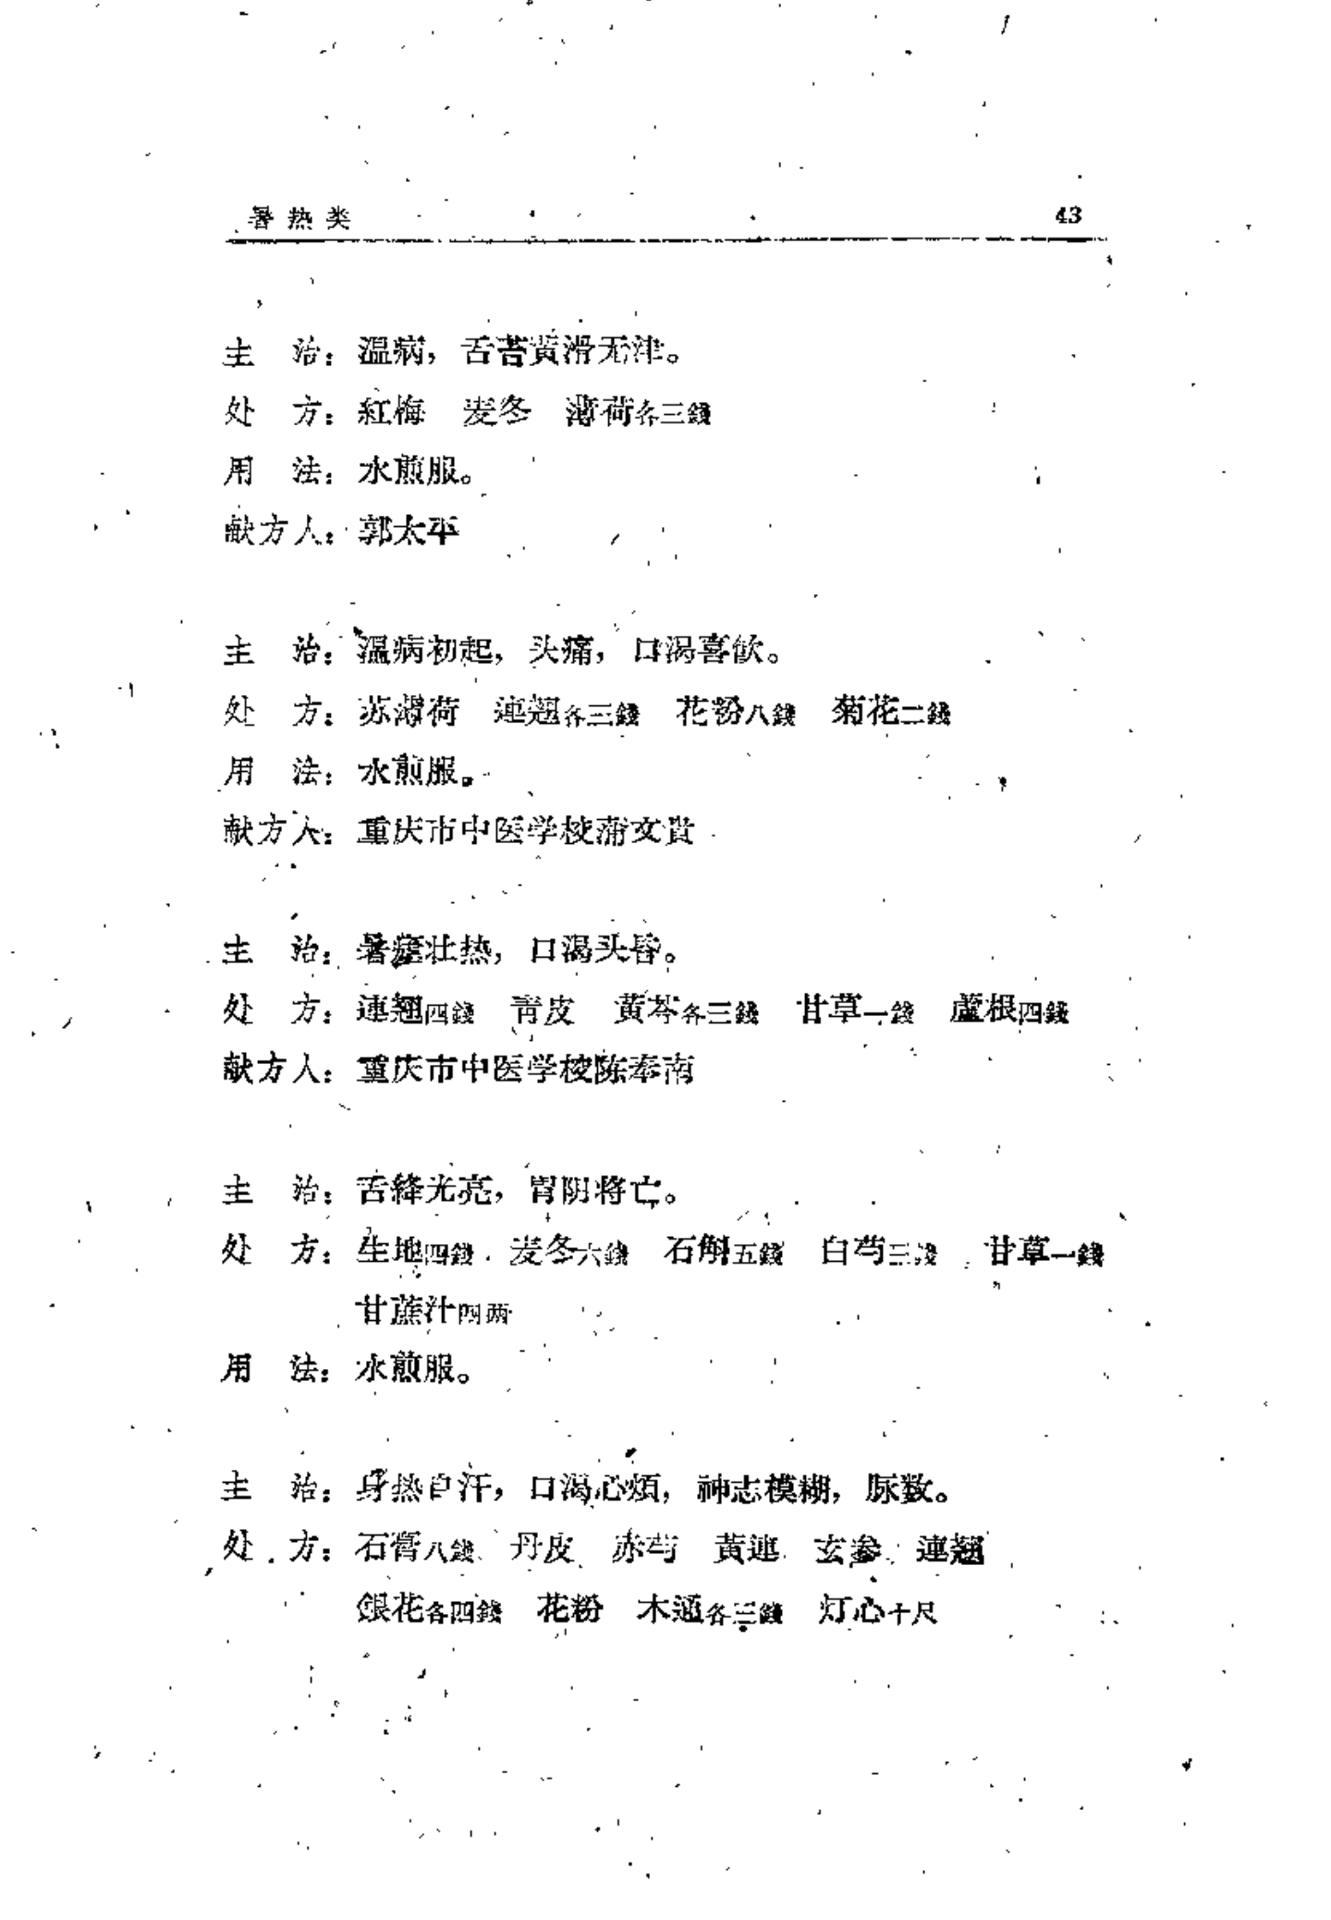 暑热类 43
主 治：溫病，舌苔黄滑无津。
处 方：紅梅 麦冬 薄荷各三錢
用 法：水煎服。
献方人：郭太平
主 治：溫病初起，头痛，口渴喜飲。
处 方：苏薄荷 連翘各三錢 花粉八錢 菊花二錢
用 法：水煎服。
献方人：重庆市中医学校蒲文貴
主 治：暑症壮热，口渴头昏。
处 方：連翘四錢 青皮 黄芩各三錢 甘草一錢 蘆根四錢
献方人：重庆市中医学校陈奉南
主 治：舌絳光亮，胃阴将亡。
处 方：生地四錢 麦冬六錢 石斛五錢 白芍三錢 甘草一錢
甘蔗汁四两
用 法：水煎服。
主 治：身热自汗，口渴心煩，神志模糊，脉数。
处 方：石膏八錢 丹皮 赤芍 黄連 玄参 連翘
銀花各四錢 花粉 木通各三錢 灯心十尺